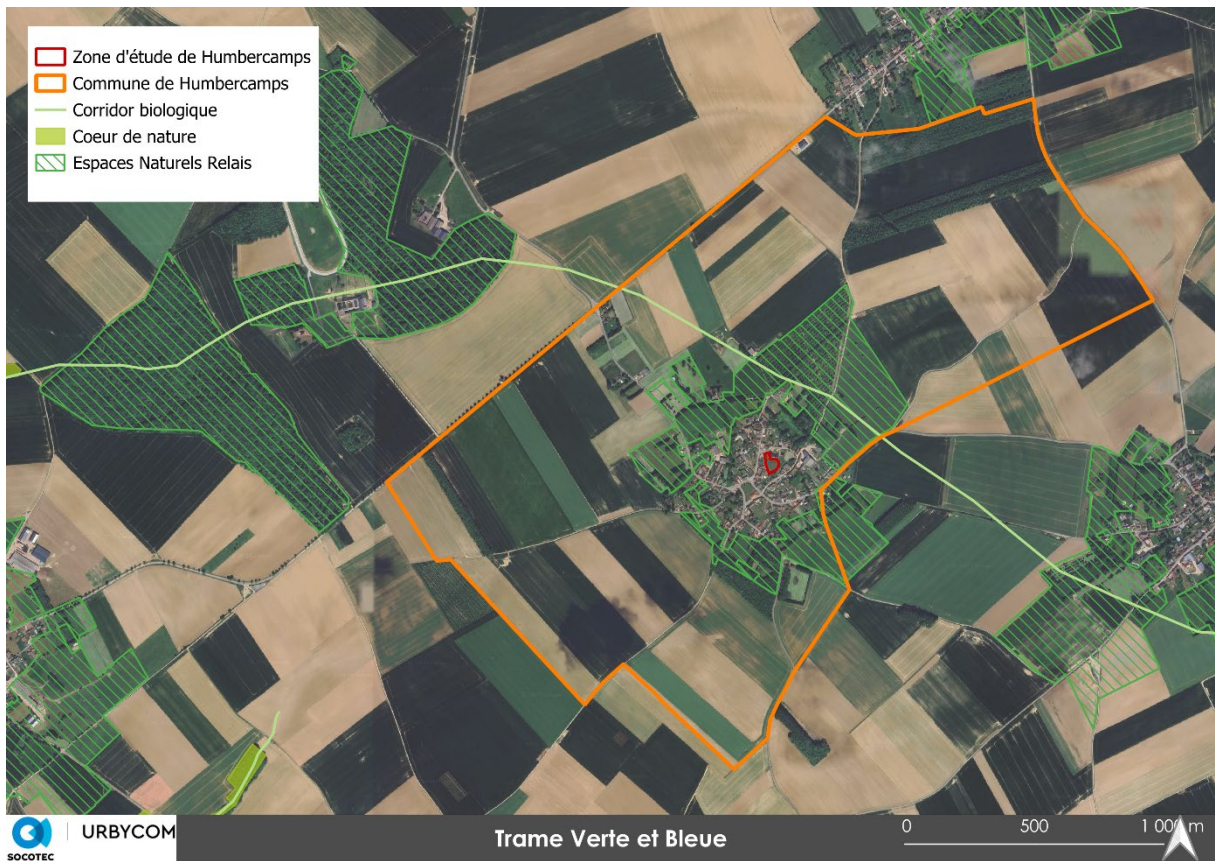 Zone d'étude de Humbercamps
Commune de Humbercamps
Corridor biologique
Coeur de nature
Espaces Naturels Relais
SOCOTEC
URBYCOM
Trame Verte et Bleue
0 500 1 000 m